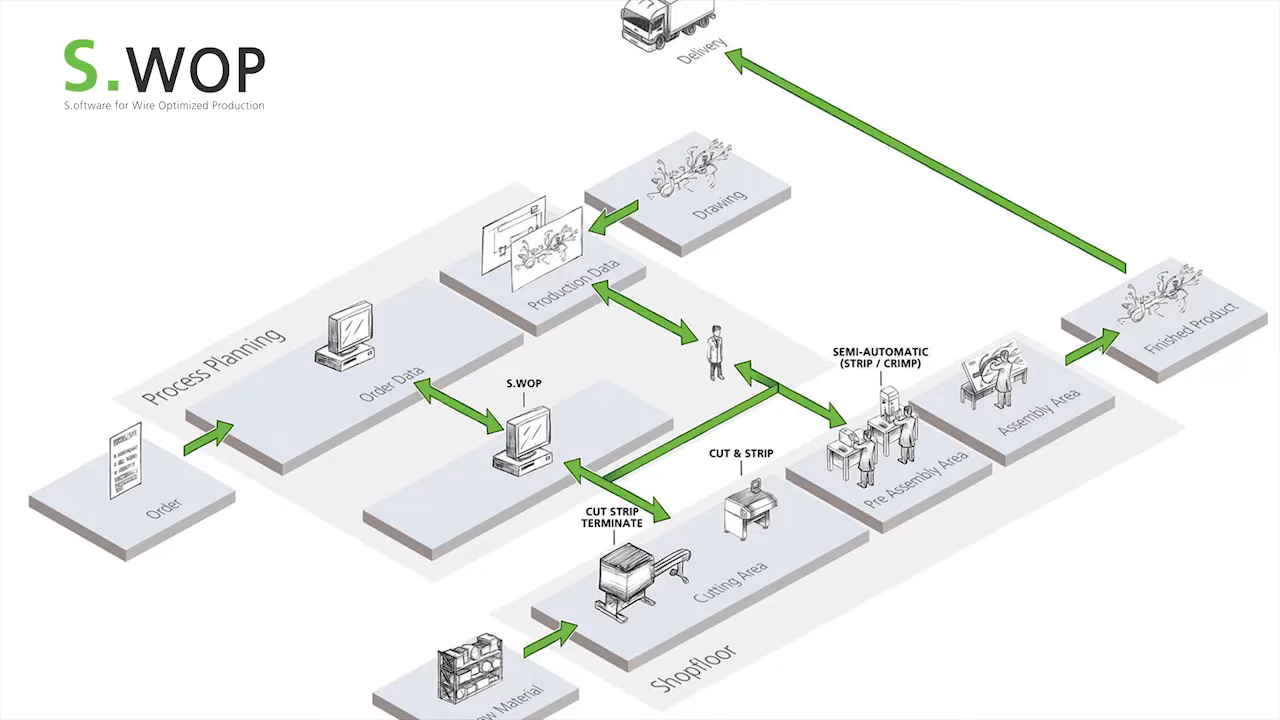 S.WOP
S.oftware for Wire Optimized Production
Delivery
Drawing
Production Data
Process Planning
Order Data
Finished Product
SEMI-AUTOMATIC
(STRIP / CRIMP)
S.WOP
Assembly Area
CUT & STRIP
Pre Assembly Area
Order
CUT STRIP
TERMINATE
Cutting Area
Shopfloor
Material